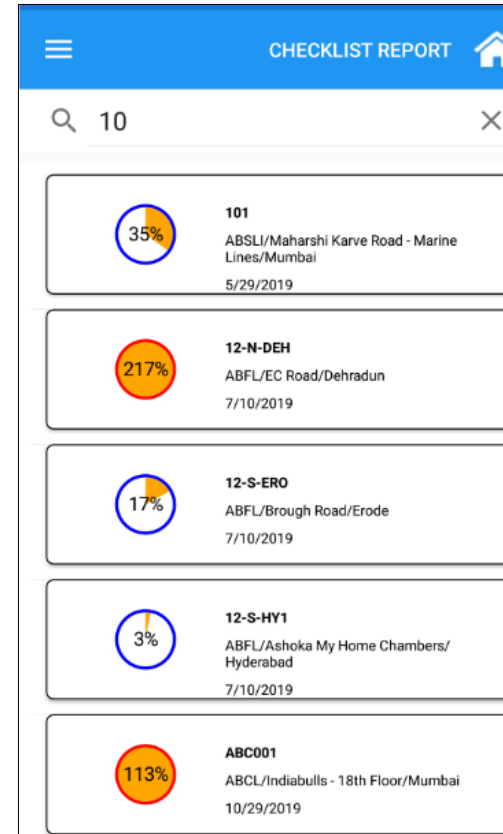 CHECKLIST REPORT
10
35%
101
ABSLI/Maharshi Karve Road - Marine
Lines/Mumbai
5/29/2019
217%
12-N-DEH
ABFL/EC Road/Dehradun
7/10/2019
17%
12-S-ERO
ABFL/Brough Road/Erode
7/10/2019
3%
12-S-HY1
ABFL/Ashoka My Home Chambers/
Hyderabad
7/10/2019
113%
ABC001
ABCL/Indiabulls - 18th Floor/Mumbai
10/29/2019